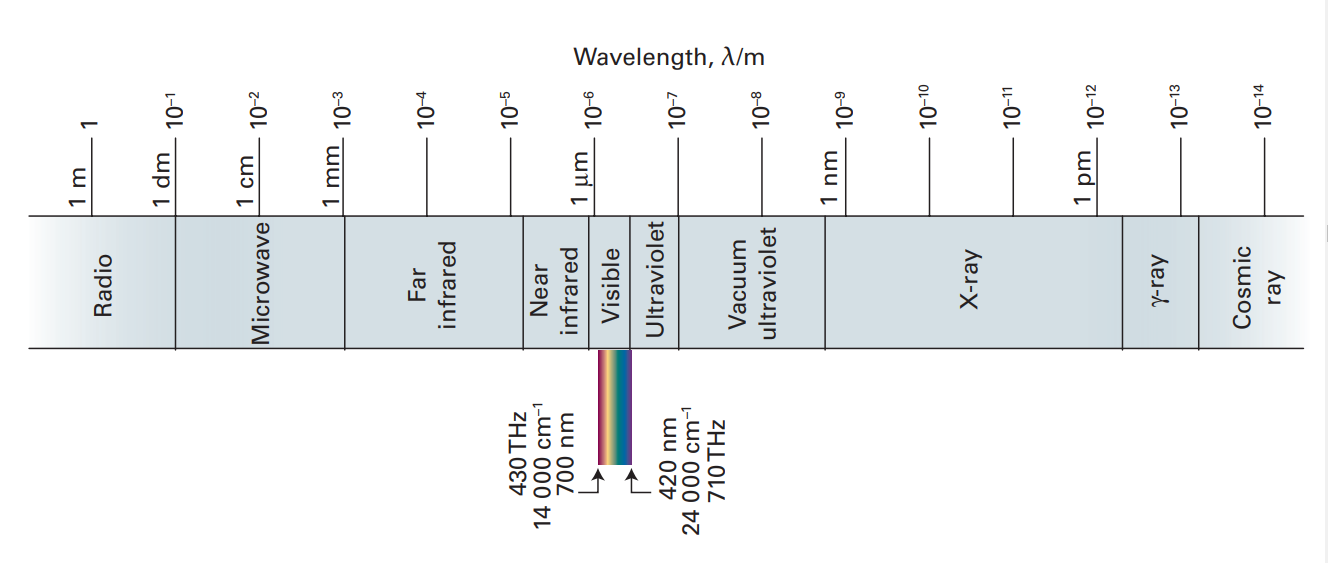 Wavelength, λ/m
1
10⁻¹
10⁻²
10⁻³
10⁻⁴
10⁻⁵
10⁻⁶
10⁻⁷
10⁻⁸
10⁻⁹
10⁻¹⁰
10⁻¹¹
10⁻¹²
10⁻¹³
10⁻¹⁴
1 m
1 dm
1 cm
1 mm
1 μm
1 nm
1 pm
Radio
Microwave
Far
infrared
Near
infrared
Visible
Ultraviolet
Vacuum
ultraviolet
X-ray
γ-ray
Cosmic
ray
430 THz
14 000 cm⁻¹
700 nm
420 nm
24 000 cm⁻¹
710 THz